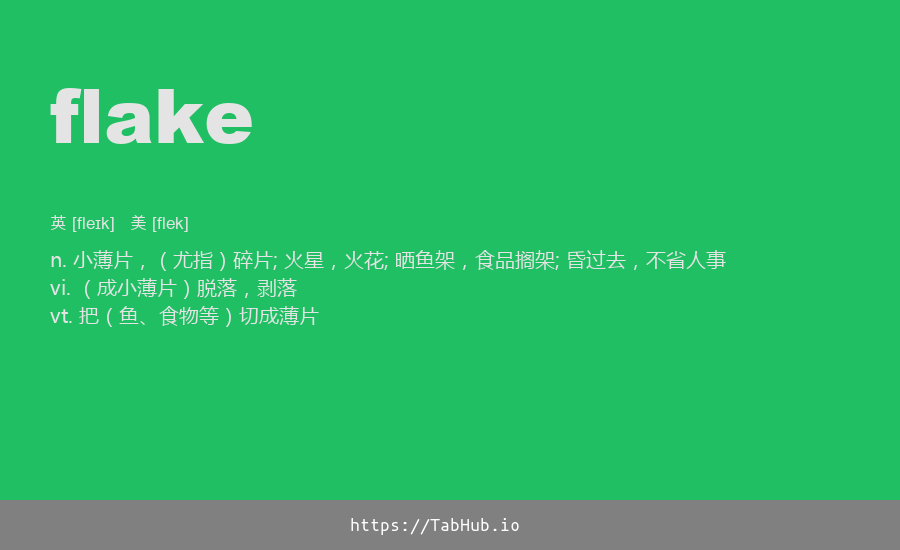 flake
英 [fleɪk] 美 [flek]
n. 小薄片，（尤指）碎片; 火星，火花; 晒鱼架，食品搁架; 昏过去，不省人事
vi. （成小薄片）脱落，剥落
vt. 把（鱼、食物等）切成薄片
https://TabHub.io